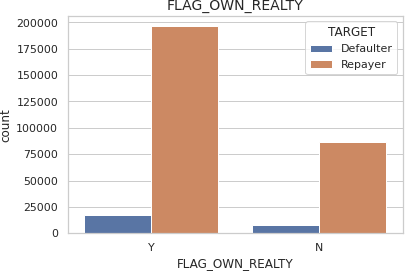 FLAG_OWN_REALTY
200000
175000
150000
125000
100000
75000
50000
25000
0
count
TARGET
Defaulter
Repayer
Y N
FLAG_OWN_REALTY